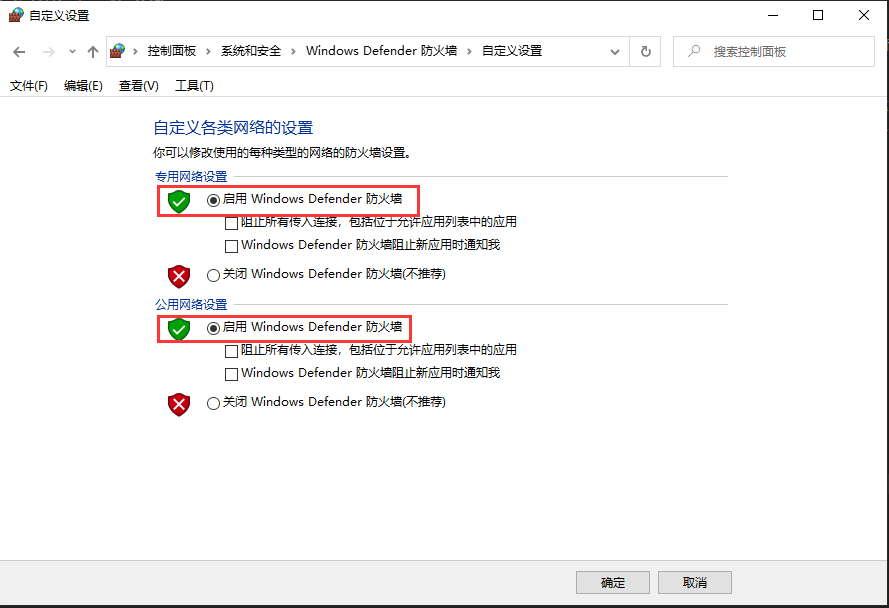 自定义设置
控制面板 系统和安全 Windows Defender 防火墙 自定义设置 搜索控制面板
文件(F) 编辑(E) 查看(V) 工具(T)
自定义各类网络的设置
你可以修改使用的每种类型的网络的防火墙设置。
专用网络设置
启用 Windows Defender 防火墙
阻止所有传入连接，包括位于允许应用列表中的应用
Windows Defender 防火墙阻止新应用时通知我
关闭 Windows Defender 防火墙(不推荐)
公用网络设置
启用 Windows Defender 防火墙
阻止所有传入连接，包括位于允许应用列表中的应用
Windows Defender 防火墙阻止新应用时通知我
关闭 Windows Defender 防火墙(不推荐)
确定 取消